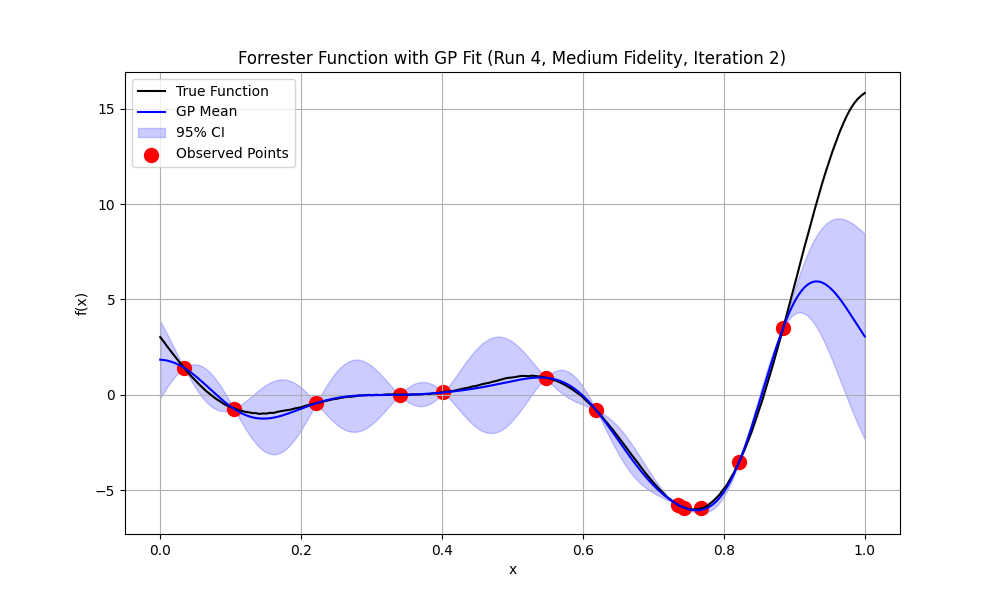 Forrester Function with GP Fit (Run 4, Medium Fidelity, Iteration 2)
True Function
GP Mean
95% CI
Observed Points
f(x)
15
10
5
0
−5
0.0 0.2 0.4 0.6 0.8 1.0
x